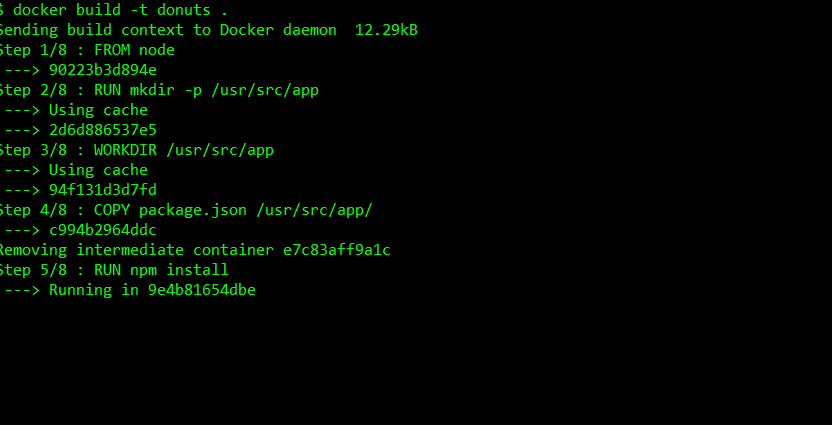 $ docker build -t donuts .
Sending build context to Docker daemon  12.29kB
Step 1/8 : FROM node
 ---> 90223b3d894e
Step 2/8 : RUN mkdir -p /usr/src/app
 ---> Using cache
 ---> 2d6d886537e5
Step 3/8 : WORKDIR /usr/src/app
 ---> Using cache
 ---> 94f131d3d7fd
Step 4/8 : COPY package.json /usr/src/app/
 ---> c994b2964ddc
Removing intermediate container e7c83aff9a1c
Step 5/8 : RUN npm install
 ---> Running in 9e4b81654dbe